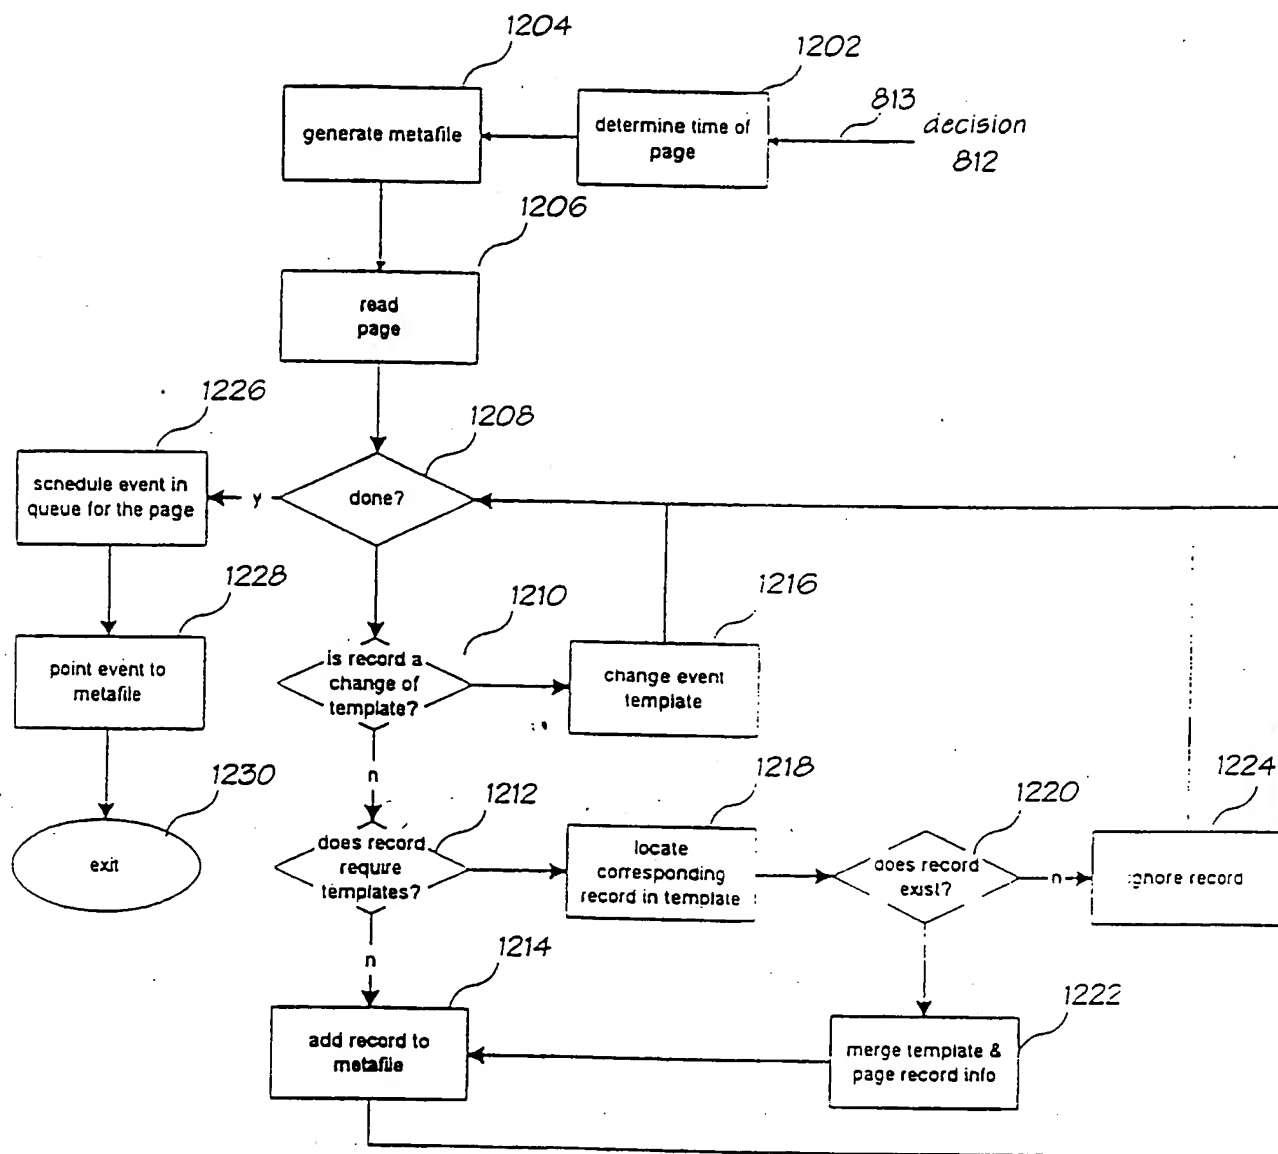 1204
1202
813
decision
812
generate metafile
determine time of
page
1206
read
page
1226
1208
schedule event in
queue for the page
y
done?
1228
1210
1216
point event to
metafile
is record a
change of
template?
change event
template
n
1230
1212
1218
1220
1224
exit
does record
require
templates?
locate
corresponding
record in template
does record
exist?
n
ignore record
n
1214
1222
add record to
metafile
merge template &
page record info